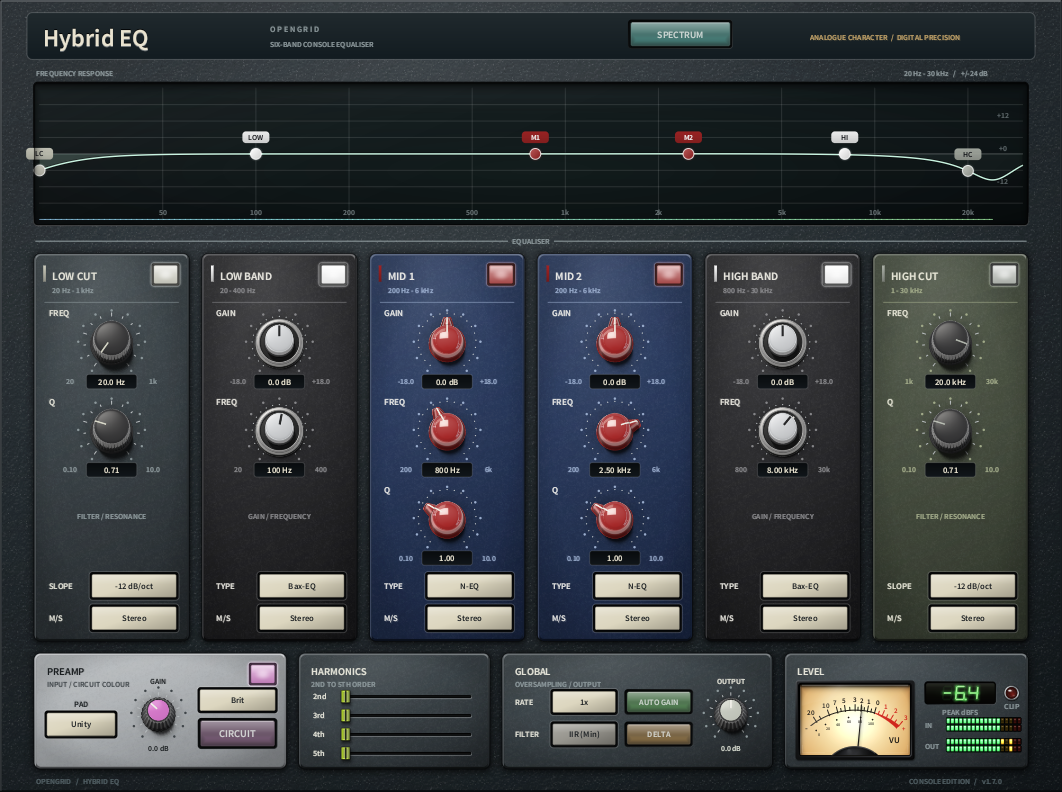 Hybrid EQ
OPENGRID
SIX-BAND CONSOLE EQUALISER
SPECTRUM
ANALOGUE CHARACTER / DIGITAL PRECISION
FREQUENCY RESPONSE
20 Hz - 30 kHz / +/-24 dB
+12
LOW M1 M2 HI
LC HC +0
-12
50 100 200 500 1k 2k 5k 10k 20k
EQUALISER
LOW CUT
20 Hz - 1 kHz
FREQ
20 20.0 Hz 1k
Q
0.10 0.71 10.0
FILTER / RESONANCE
SLOPE -12 dB/oct
M/S Stereo
LOW BAND
20 - 400 Hz
GAIN
-18.0 0.0 dB +18.0
FREQ
20 100 Hz 400
GAIN / FREQUENCY
TYPE Bax-EQ
M/S Stereo
MID 1
200 Hz - 6 kHz
GAIN
-18.0 0.0 dB +18.0
FREQ
200 800 Hz 6k
Q
0.10 1.00 10.0
TYPE N-EQ
M/S Stereo
MID 2
200 Hz - 6 kHz
GAIN
-18.0 0.0 dB +18.0
FREQ
200 2.50 kHz 6k
Q
0.10 1.00 10.0
TYPE N-EQ
M/S Stereo
HIGH BAND
800 Hz - 30 kHz
GAIN
-18.0 0.0 dB +18.0
FREQ
800 8.00 kHz 30k
GAIN / FREQUENCY
TYPE Bax-EQ
M/S Stereo
HIGH CUT
1 - 30 kHz
FREQ
1k 20.0 kHz 30k
Q
0.10 0.71 10.0
FILTER / RESONANCE
SLOPE -12 dB/oct
M/S Stereo
PREAMP
INPUT / CIRCUIT COLOUR
PAD
Unity
GAIN
0.0 dB
Brit
CIRCUIT
HARMONICS
2ND TO 5TH ORDER
2nd
3rd
4th
5th
GLOBAL
OVERSAMPLING / OUTPUT
RATE 1x AUTO GAIN
FILTER IIR (Min) DELTA
OUTPUT
0.0 dB
LEVEL
20 10 7 5 3 2 1 0 1 2 3
VU
-6.4
PEAK dBFS
CLIP
IN
OUT
OPENGRID / HYBRID EQ
CONSOLE EDITION / v1.7.0